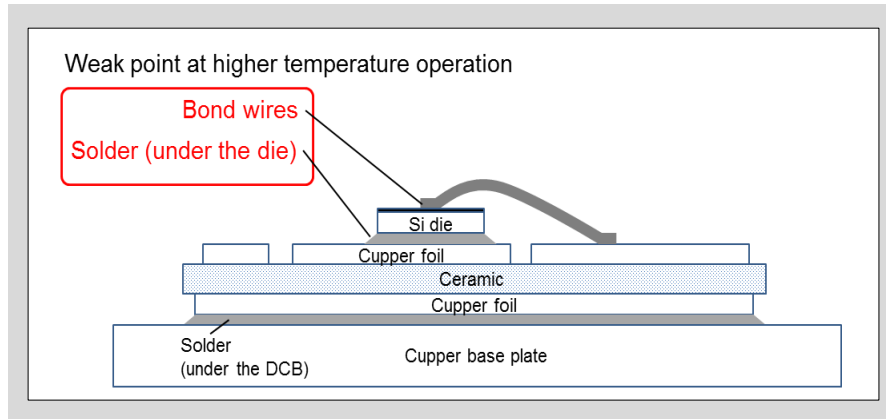 Weak point at higher temperature operation
Bond wires
Solder (under the die)
Si die
Cupper foil
Ceramic
Cupper foil
Solder
(under the DCB)
Cupper base plate